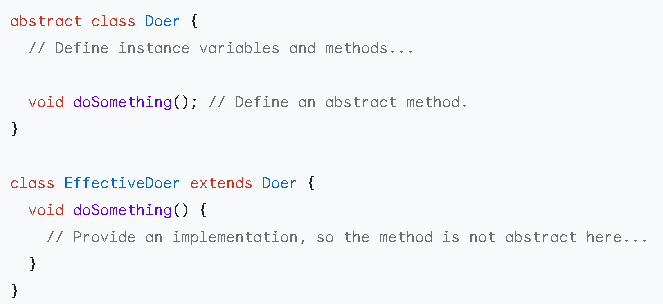 abstract class Doer {
  // Define instance variables and methods...

  void doSomething(); // Define an abstract method.
}

class EffectiveDoer extends Doer {
  void doSomething() {
    // Provide an implementation, so the method is not abstract here...
  }
}